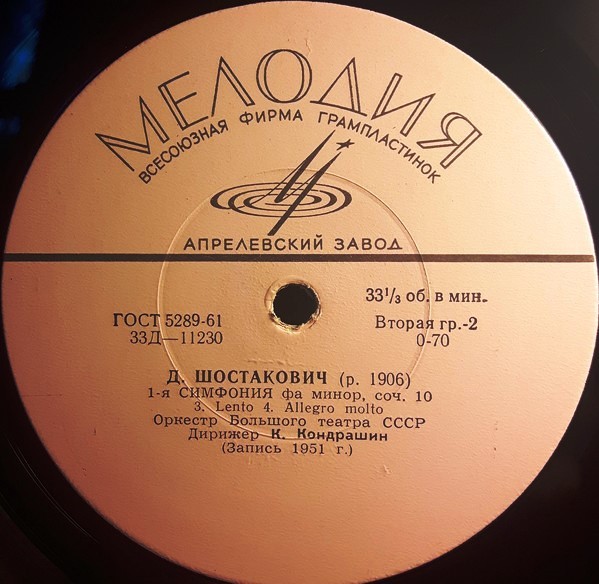 МЕЛОДИЯ
ВСЕСОЮЗНАЯ ФИРМА ГРАМПЛАСТИНОК
АПРЕЛЕВСКИЙ ЗАВОД
33⅓ об. в мин.
ГОСТ 5289-61
Вторая гр.-2
33Д—11230
0-70
Д. ШОСТАКОВИЧ (р. 1906)
1-я СИМФОНИЯ фа минор, соч. 10
3. Lento 4. Allegro molto
Оркестр Большого театра СССР
Дирижер К. Кондрашин
(Запись 1951 г.)